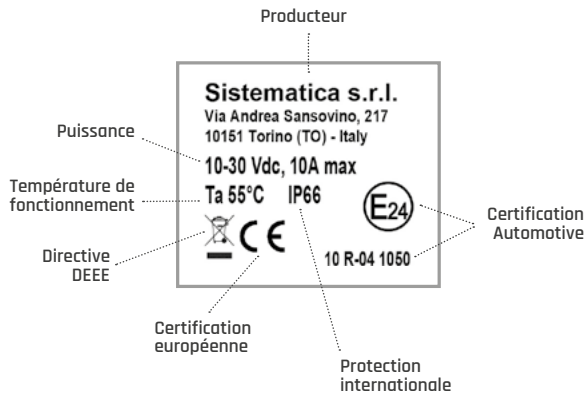 Producteur
Sistematica s.r.l.
Via Andrea Sansovino, 217
10151 Torino (TO) - Italy
Puissance
10-30 Vdc, 10A max
Température de
fonctionnement
Ta 55°C IP66
E24
Certification
Automotive
Directive
DEEE
CE
10 R-04 1050
Certification
européenne
Protection
internationale